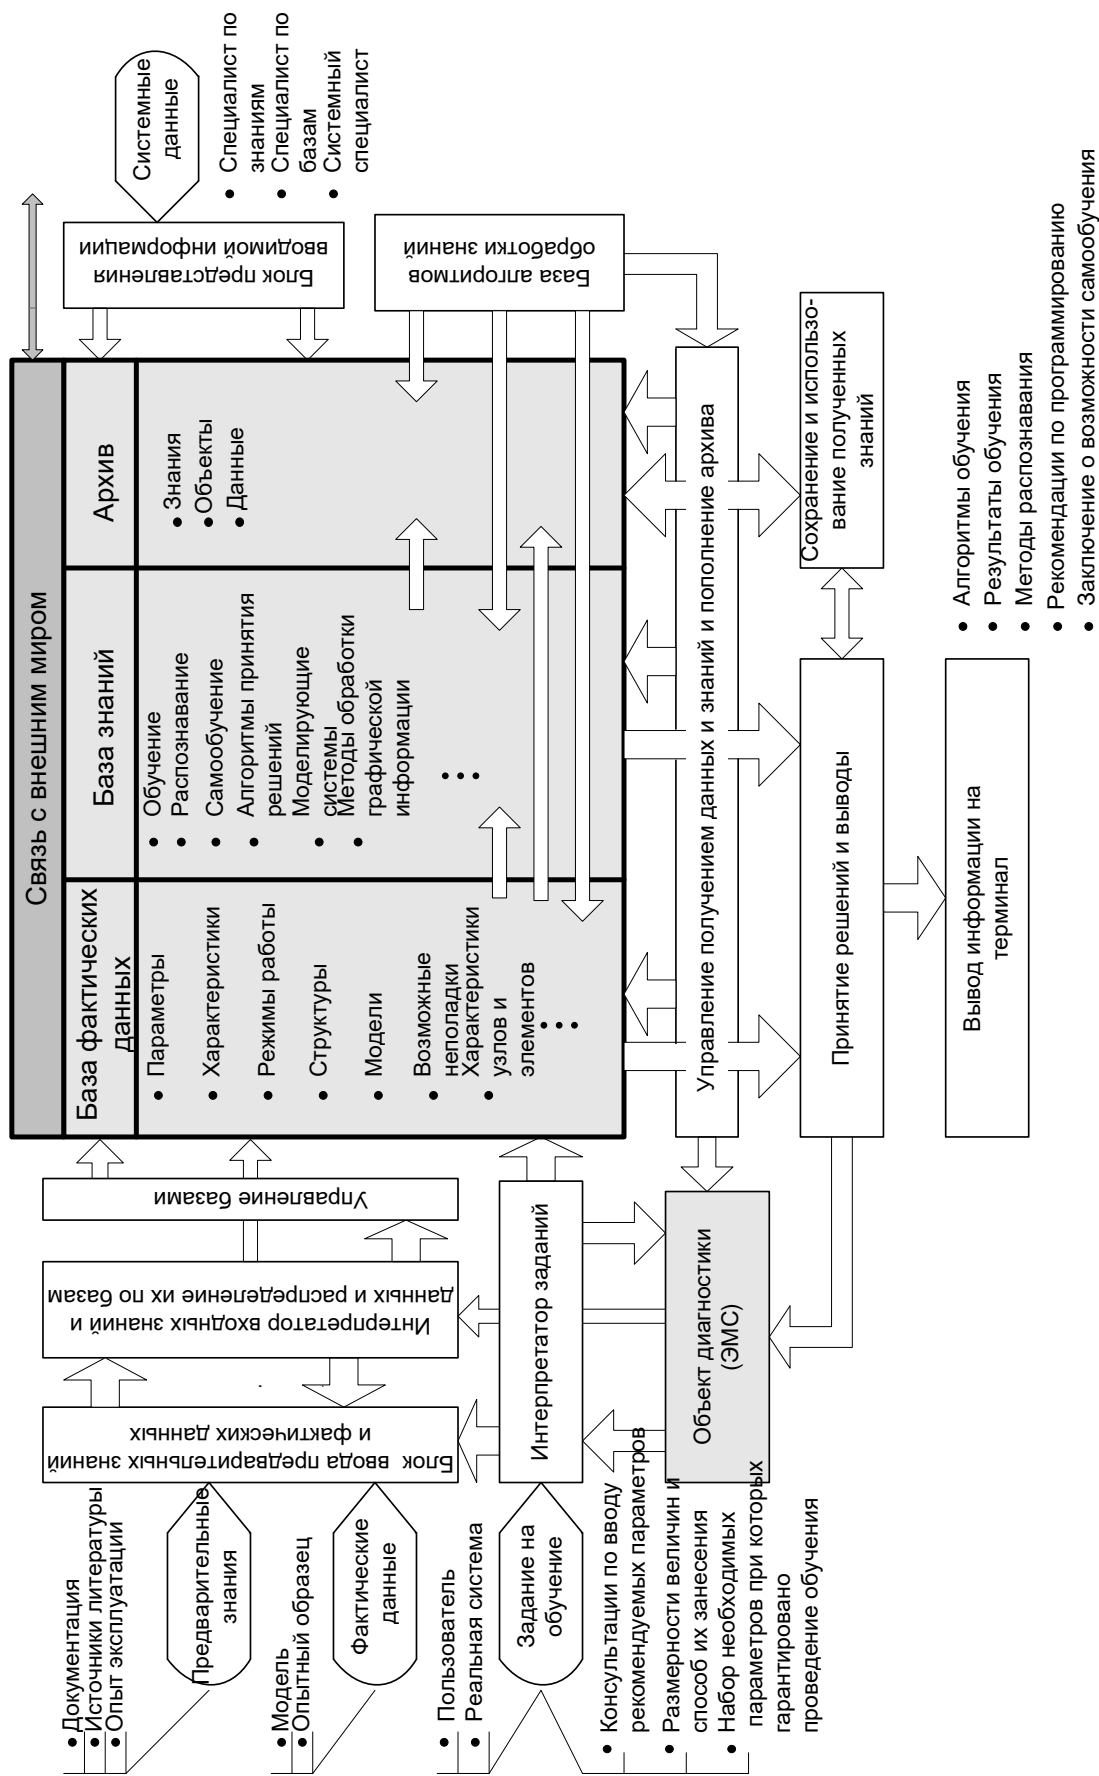 Связь с внешним миром
База фактических
данных
База знаний
Архив
Параметры
Характеристики
Режимы работы
Структуры
Модели
Возможные
неполадки
Характеристики
узлов и
элементов
...
Обучение
Распознавание
Самообучение
Алгоритмы принятия
решений
Моделирующие
системы
Методы обработки
графической
информации
...
Знания
Объекты
Данные
Документация
Источники литературы
Опыт эксплуатации
Предварительные
знания
Модель
Опытный образец
Фактические
данные
Пользователь
Реальная система
Задание на
обучение
Консультации по вводу
рекомендуемых параметров
Размерности величин и
способ их занесения
Набор необходимых
параметров при которых
гарантировано
проведение обучения
Блок ввода предварительных знаний
и фактических данных
Интерпретатор входных знаний и
данных и распределение их по базам
Управление базами
Интерпретатор заданий
Объект диагностики
(ЭМС)
Блок представления
вводимой информации
Системные
данные
Специалист по
знаниям
Специалист по
базам
Системный
специалист
База алгоритмов
обработки знаний
Управление получением данных и знаний и пополнение архива
Принятие решений и выводы
Сохранение и использо-
вание полученных
знаний
Вывод информации на
терминал
Алгоритмы обучения
Результаты обучения
Методы распознавания
Рекомендации по программированию
Заключение о возможности самообучения